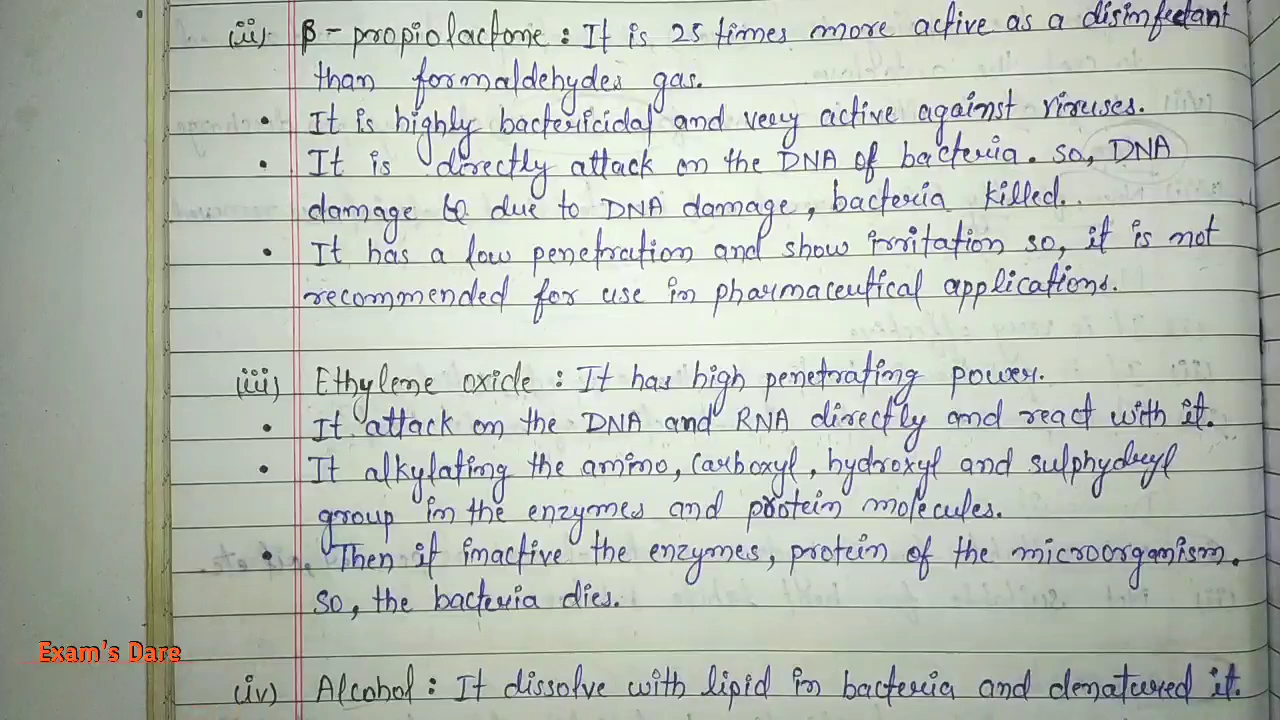 (ii) β - propiolactone : It is 25 times more active as a disinfectant
than formaldehydes gas.
• It is highly bactericidal and very active against viruses.
• It is directly attack on the DNA of bacteria. so, DNA
damage & due to DNA damage, bacteria killed.
• It has a low penetration and show irritation so, it is not
recommended for use in pharmaceutical applications.
(iii) Ethylene oxide : It has high penetrating power.
• It attack on the DNA and RNA directly and react with it.
• It alkylating the amino, carboxyl, hydroxyl and sulphydryl
group in the enzymes and protein molecules.
• Then it inactive the enzymes, protein of the microorganism.
So, the bacteria dies.
Exam's Dare
(iv) Alcohol : It dissolve with lipid in bacteria and denatured it.